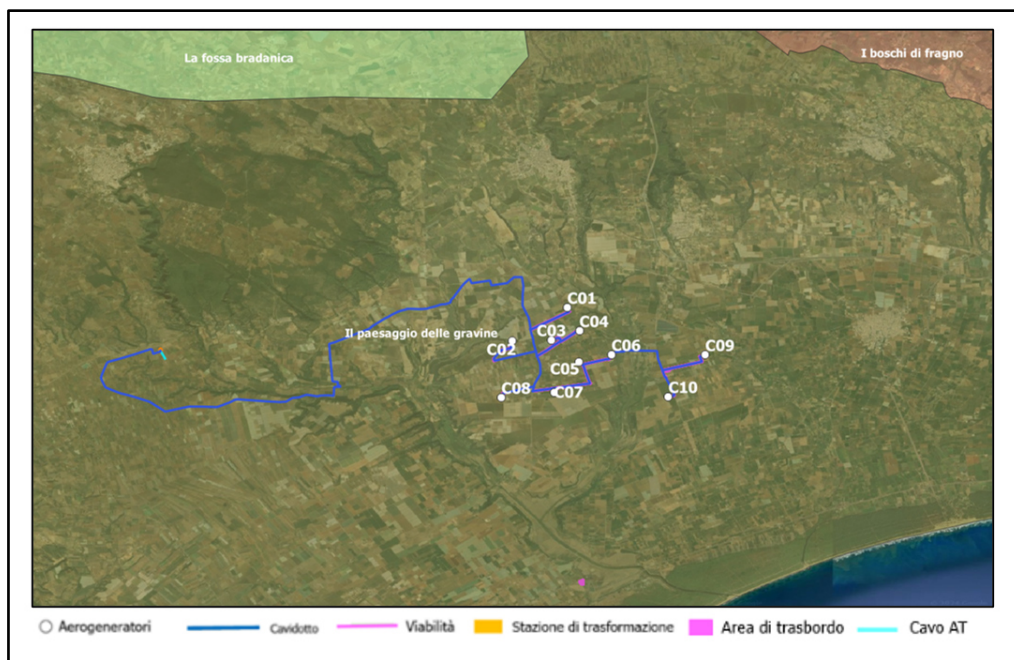 La fossa bradanica
I boschi di fragno
C01
Il paesaggio delle gravine
C03
C04
C02
C06
C09
C05
C08
C07
C10
Aerogeneratori
Cavidotto
Viabilità
Stazione di trasformazione
Area di trasbordo
Cavo AT